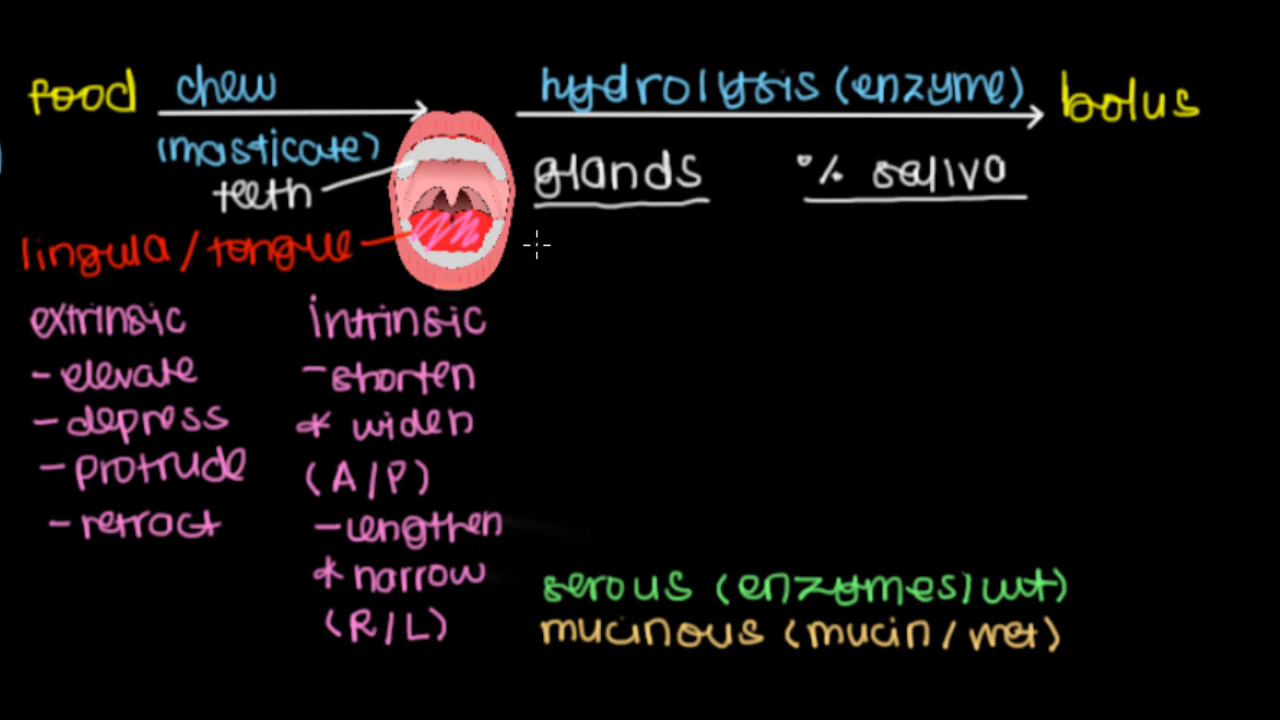 food chew hydrolysis (enzyme) bolus
(masticate)
teeth
glands % saliva
lingula/tongue
extrinsic
- elevate
- depress
- protrude
- retract
intrinsic
- shorten
* widen
(A/P)
- lengthen
* narrow
(R/L)
serous (enzymes/wt)
mucinous (mucin/wet)